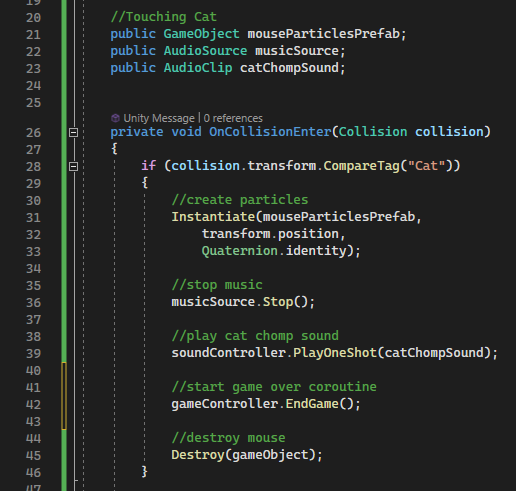 19
20 //Touching Cat
21 public GameObject mouseParticlesPrefab;
22 public AudioSource musicSource;
23 public AudioClip catChompSound;
24
25
Unity Message | 0 references
26 private void OnCollisionEnter(Collision collision)
27 {
28 if (collision.transform.CompareTag("Cat"))
29 {
30 //create particles
31 Instantiate(mouseParticlesPrefab,
32 transform.position,
33 Quaternion.identity);
34
35 //stop music
36 musicSource.Stop();
37
38 //play cat chomp sound
39 soundController.PlayOneShot(catChompSound);
40
41 //start game over coroutine
42 gameController.EndGame();
43
44 //destroy mouse
45 Destroy(gameObject);
46 }
47